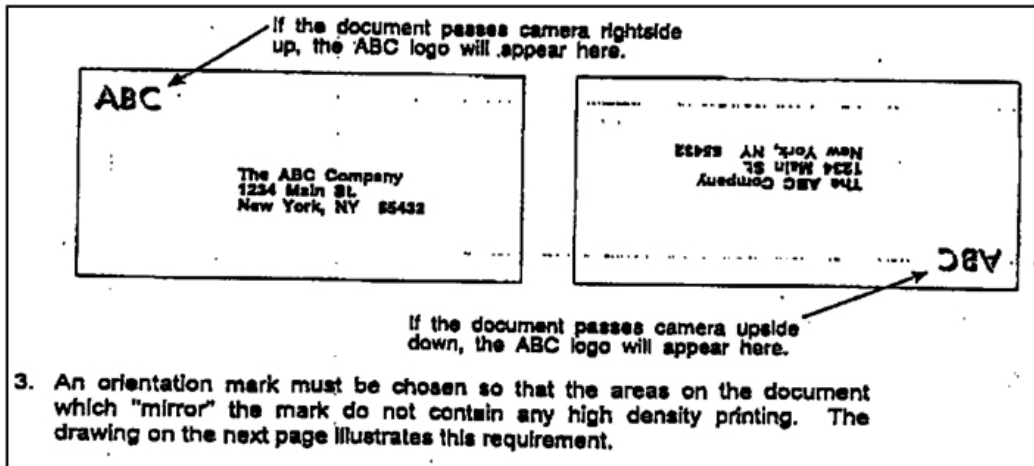 If the document passes camera rightside
up, the ABC logo will appear here.
ABC
The ABC Company
1234 Main St.
New York, NY 55432
New York, NY 55432
1234 Main St.
The ABC Company
ABC
If the document passes camera upside
down, the ABC logo will appear here.
3. An orientation mark must be chosen so that the areas on the document
which "mirror" the mark do not contain any high density printing. The
drawing on the next page illustrates this requirement.